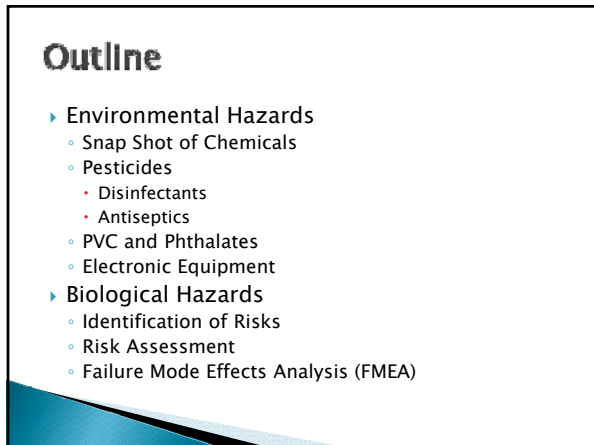 Outline
Environmental Hazards
Snap Shot of Chemicals
Pesticides
Disinfectants
Antiseptics
PVC and Phthalates
Electronic Equipment
Biological Hazards
Identification of Risks
Risk Assessment
Failure Mode Effects Analysis (FMEA)